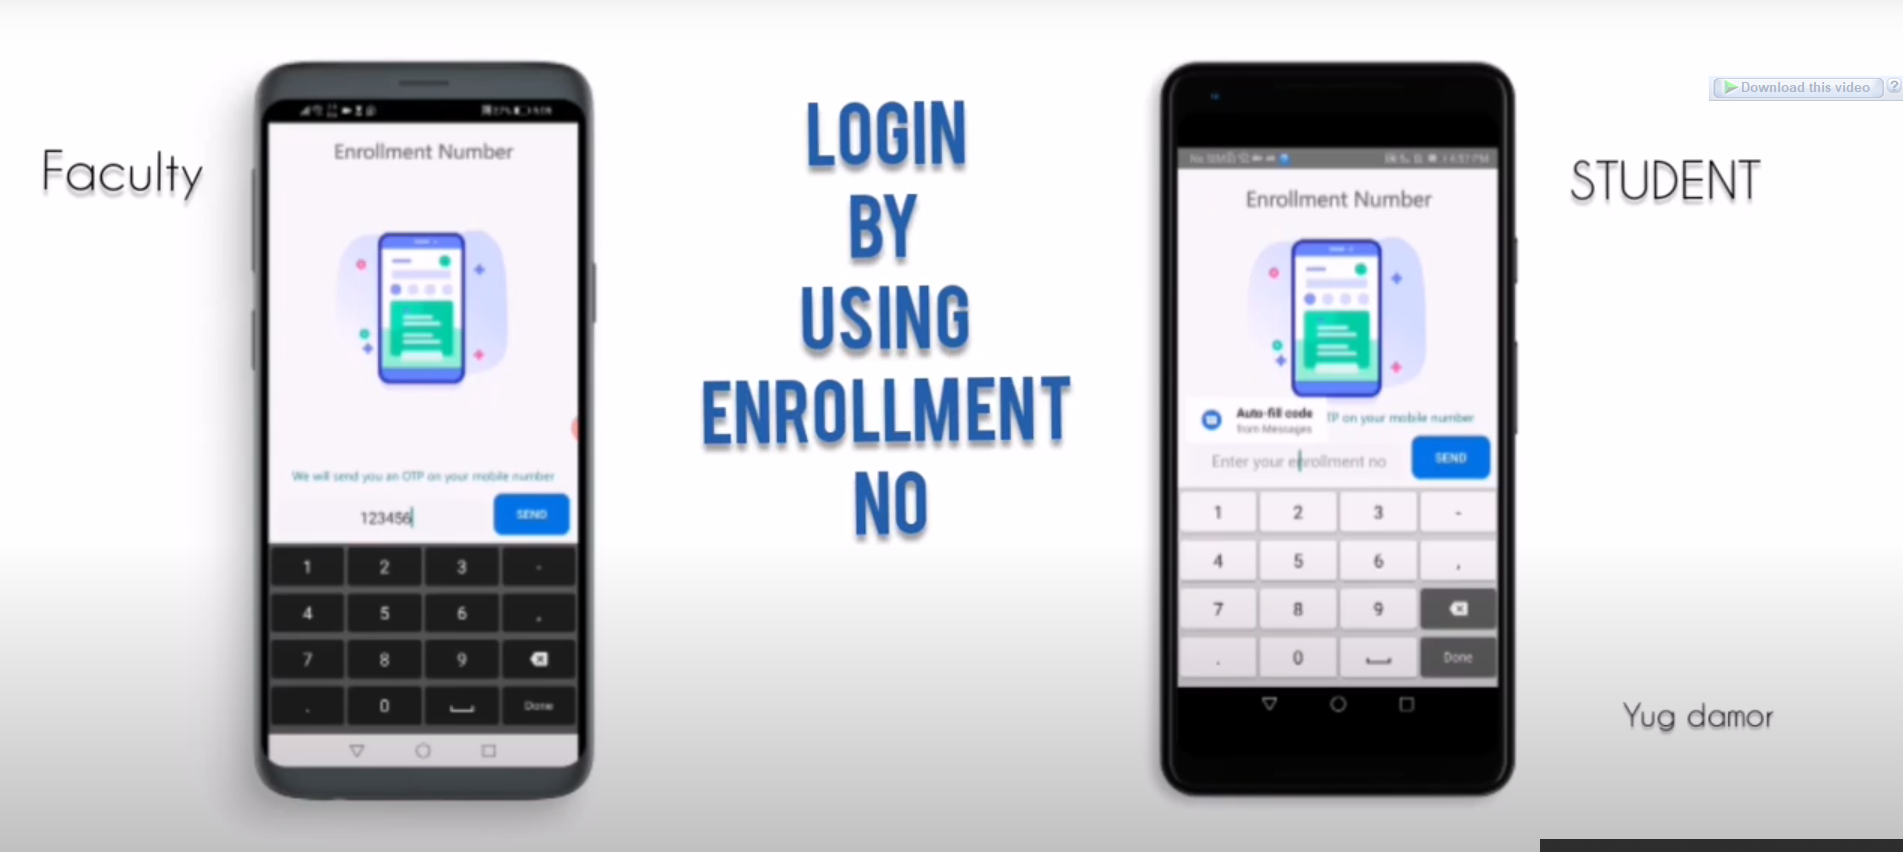 Faculty
Enrollment Number
We will send you an OTP on your mobile number
123456
SEND
1 2 3 -
4 5 6 ,
7 8 9
. 0 Done
LOGIN
BY
USING
ENROLLMENT
NO
Download this video ?
STUDENT
4:57 PM
Enrollment Number
Auto-fill code
from Messages
TP on your mobile number
Enter your enrollment no
SEND
1 2 3 -
4 5 6 ,
7 8 9
. 0 Done
Yug damor